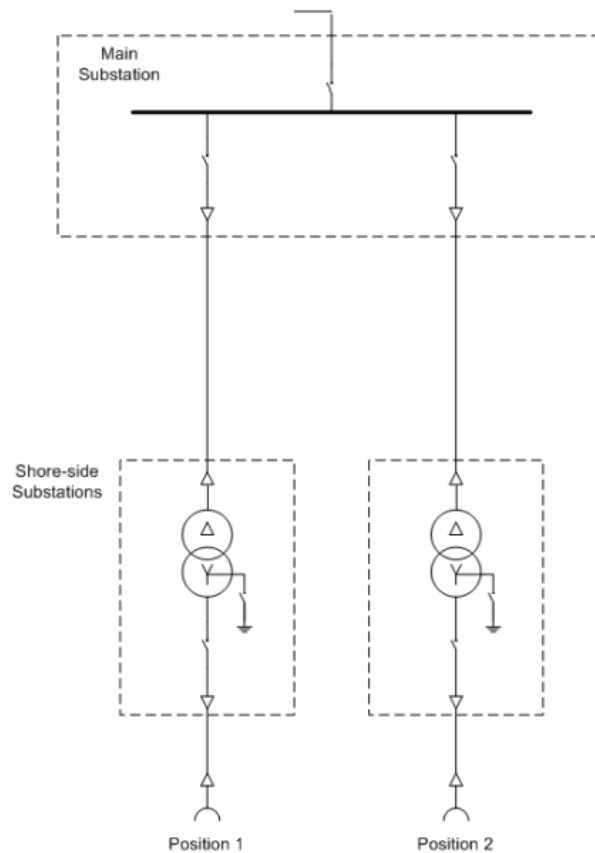 Main
Substation
Shore-side
Substations
Position 1
Position 2